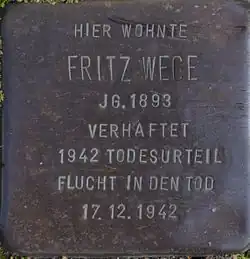 HIER WOHNTE
FRITZ WEGE
JG. 1893
VERHAFTET
1942 TODESURTEIL
FLUCHT IN DEN TOD
17.12.1942